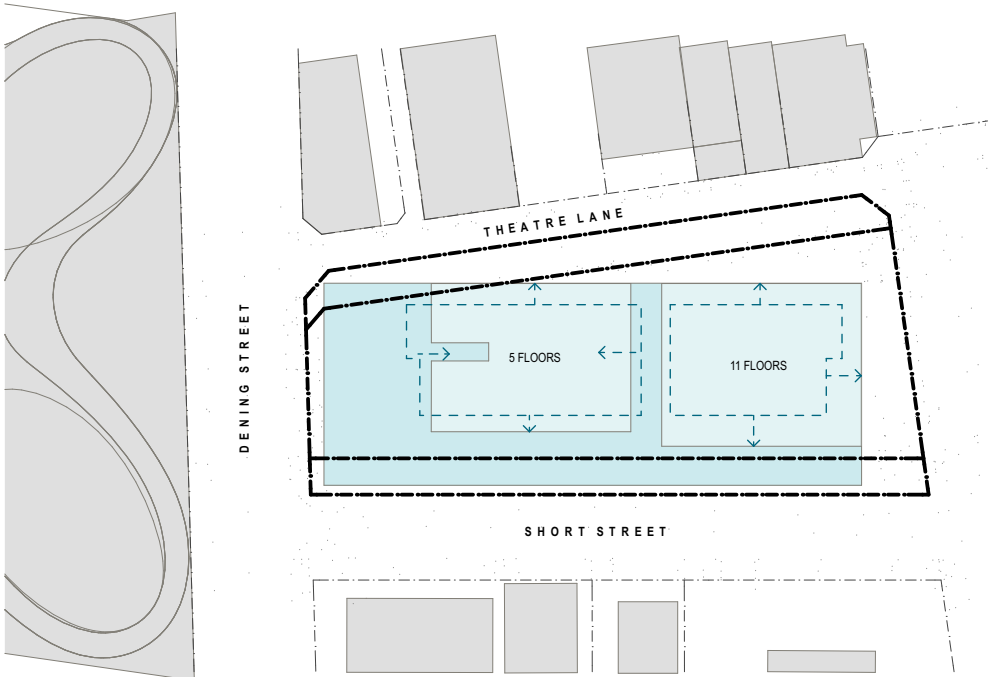 THEATRE LANE
DENING STREET
5 FLOORS
11 FLOORS
SHORT STREET